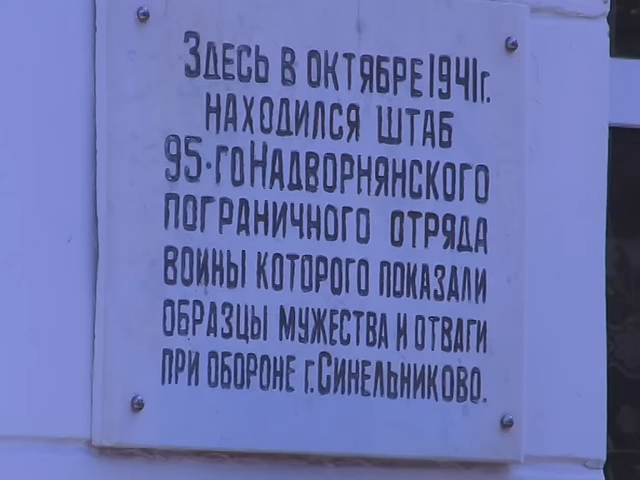 Здесь в октябре 1941г.
находился штаб
95-го Надворнянского
пограничного отряда
воины которого показали
образцы мужества и отваги
при обороне г. Синельниково.